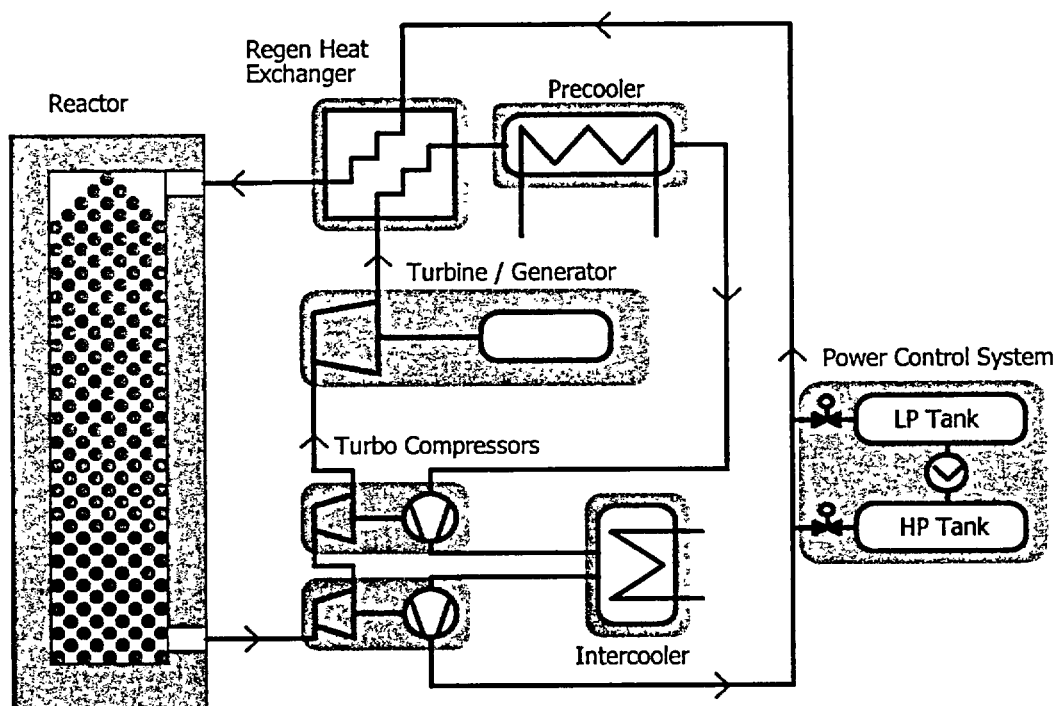 Regen Heat
Exchanger
Precooler
Reactor
Turbine / Generator
Power Control System
LP Tank
Turbo Compressors
HP Tank
Intercooler